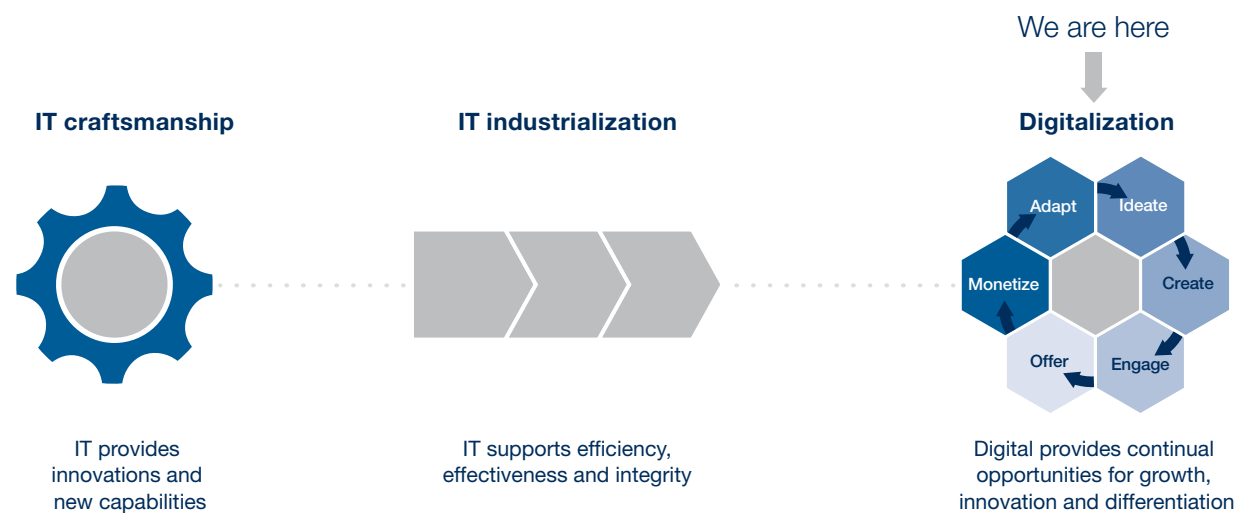 We are here
IT craftsmanship
IT industrialization
Digitalization
Adapt
Ideate
Monetize
Create
Offer
Engage
IT provides
innovations and
new capabilities
IT supports efficiency,
effectiveness and integrity
Digital provides continual
opportunities for growth,
innovation and differentiation